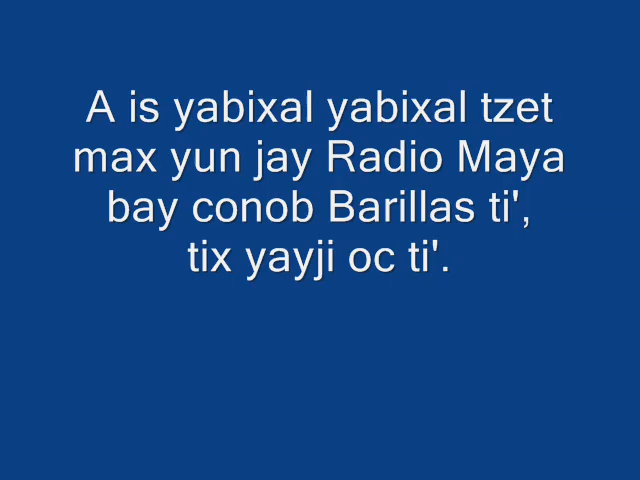 A is yabixal yabixal tzet
max yun jay Radio Maya
bay conob Barillas ti',
tix yayji oc ti'.